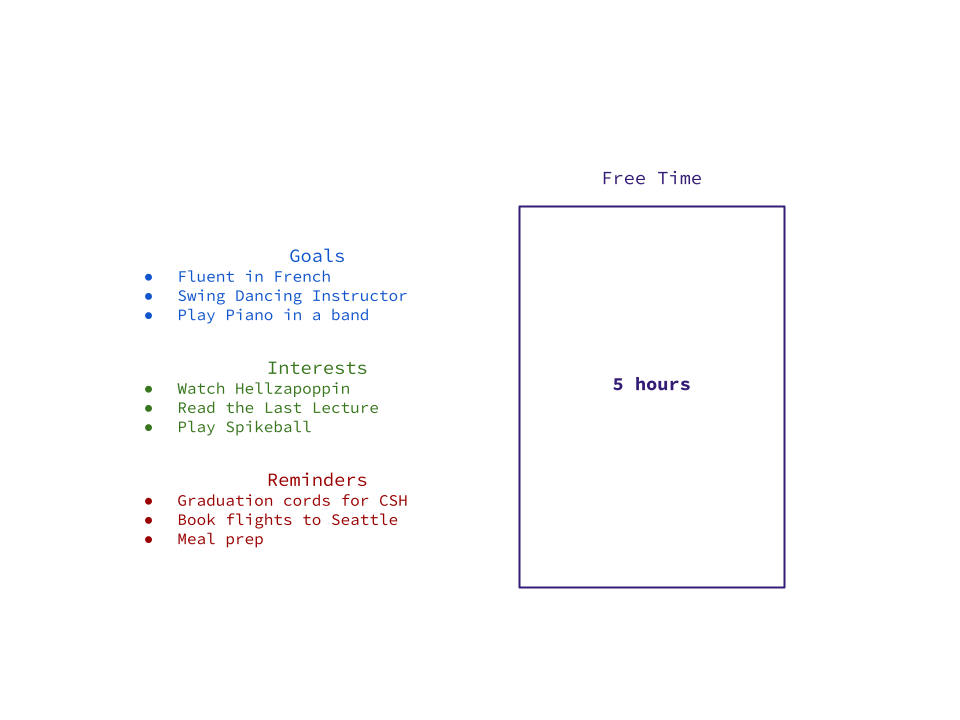 Free Time
Goals
● Fluent in French
● Swing Dancing Instructor
● Play Piano in a band
Interests
● Watch Hellzapoppin
● Read the Last Lecture
● Play Spikeball
Reminders
● Graduation cords for CSH
● Book flights to Seattle
● Meal prep
5 hours